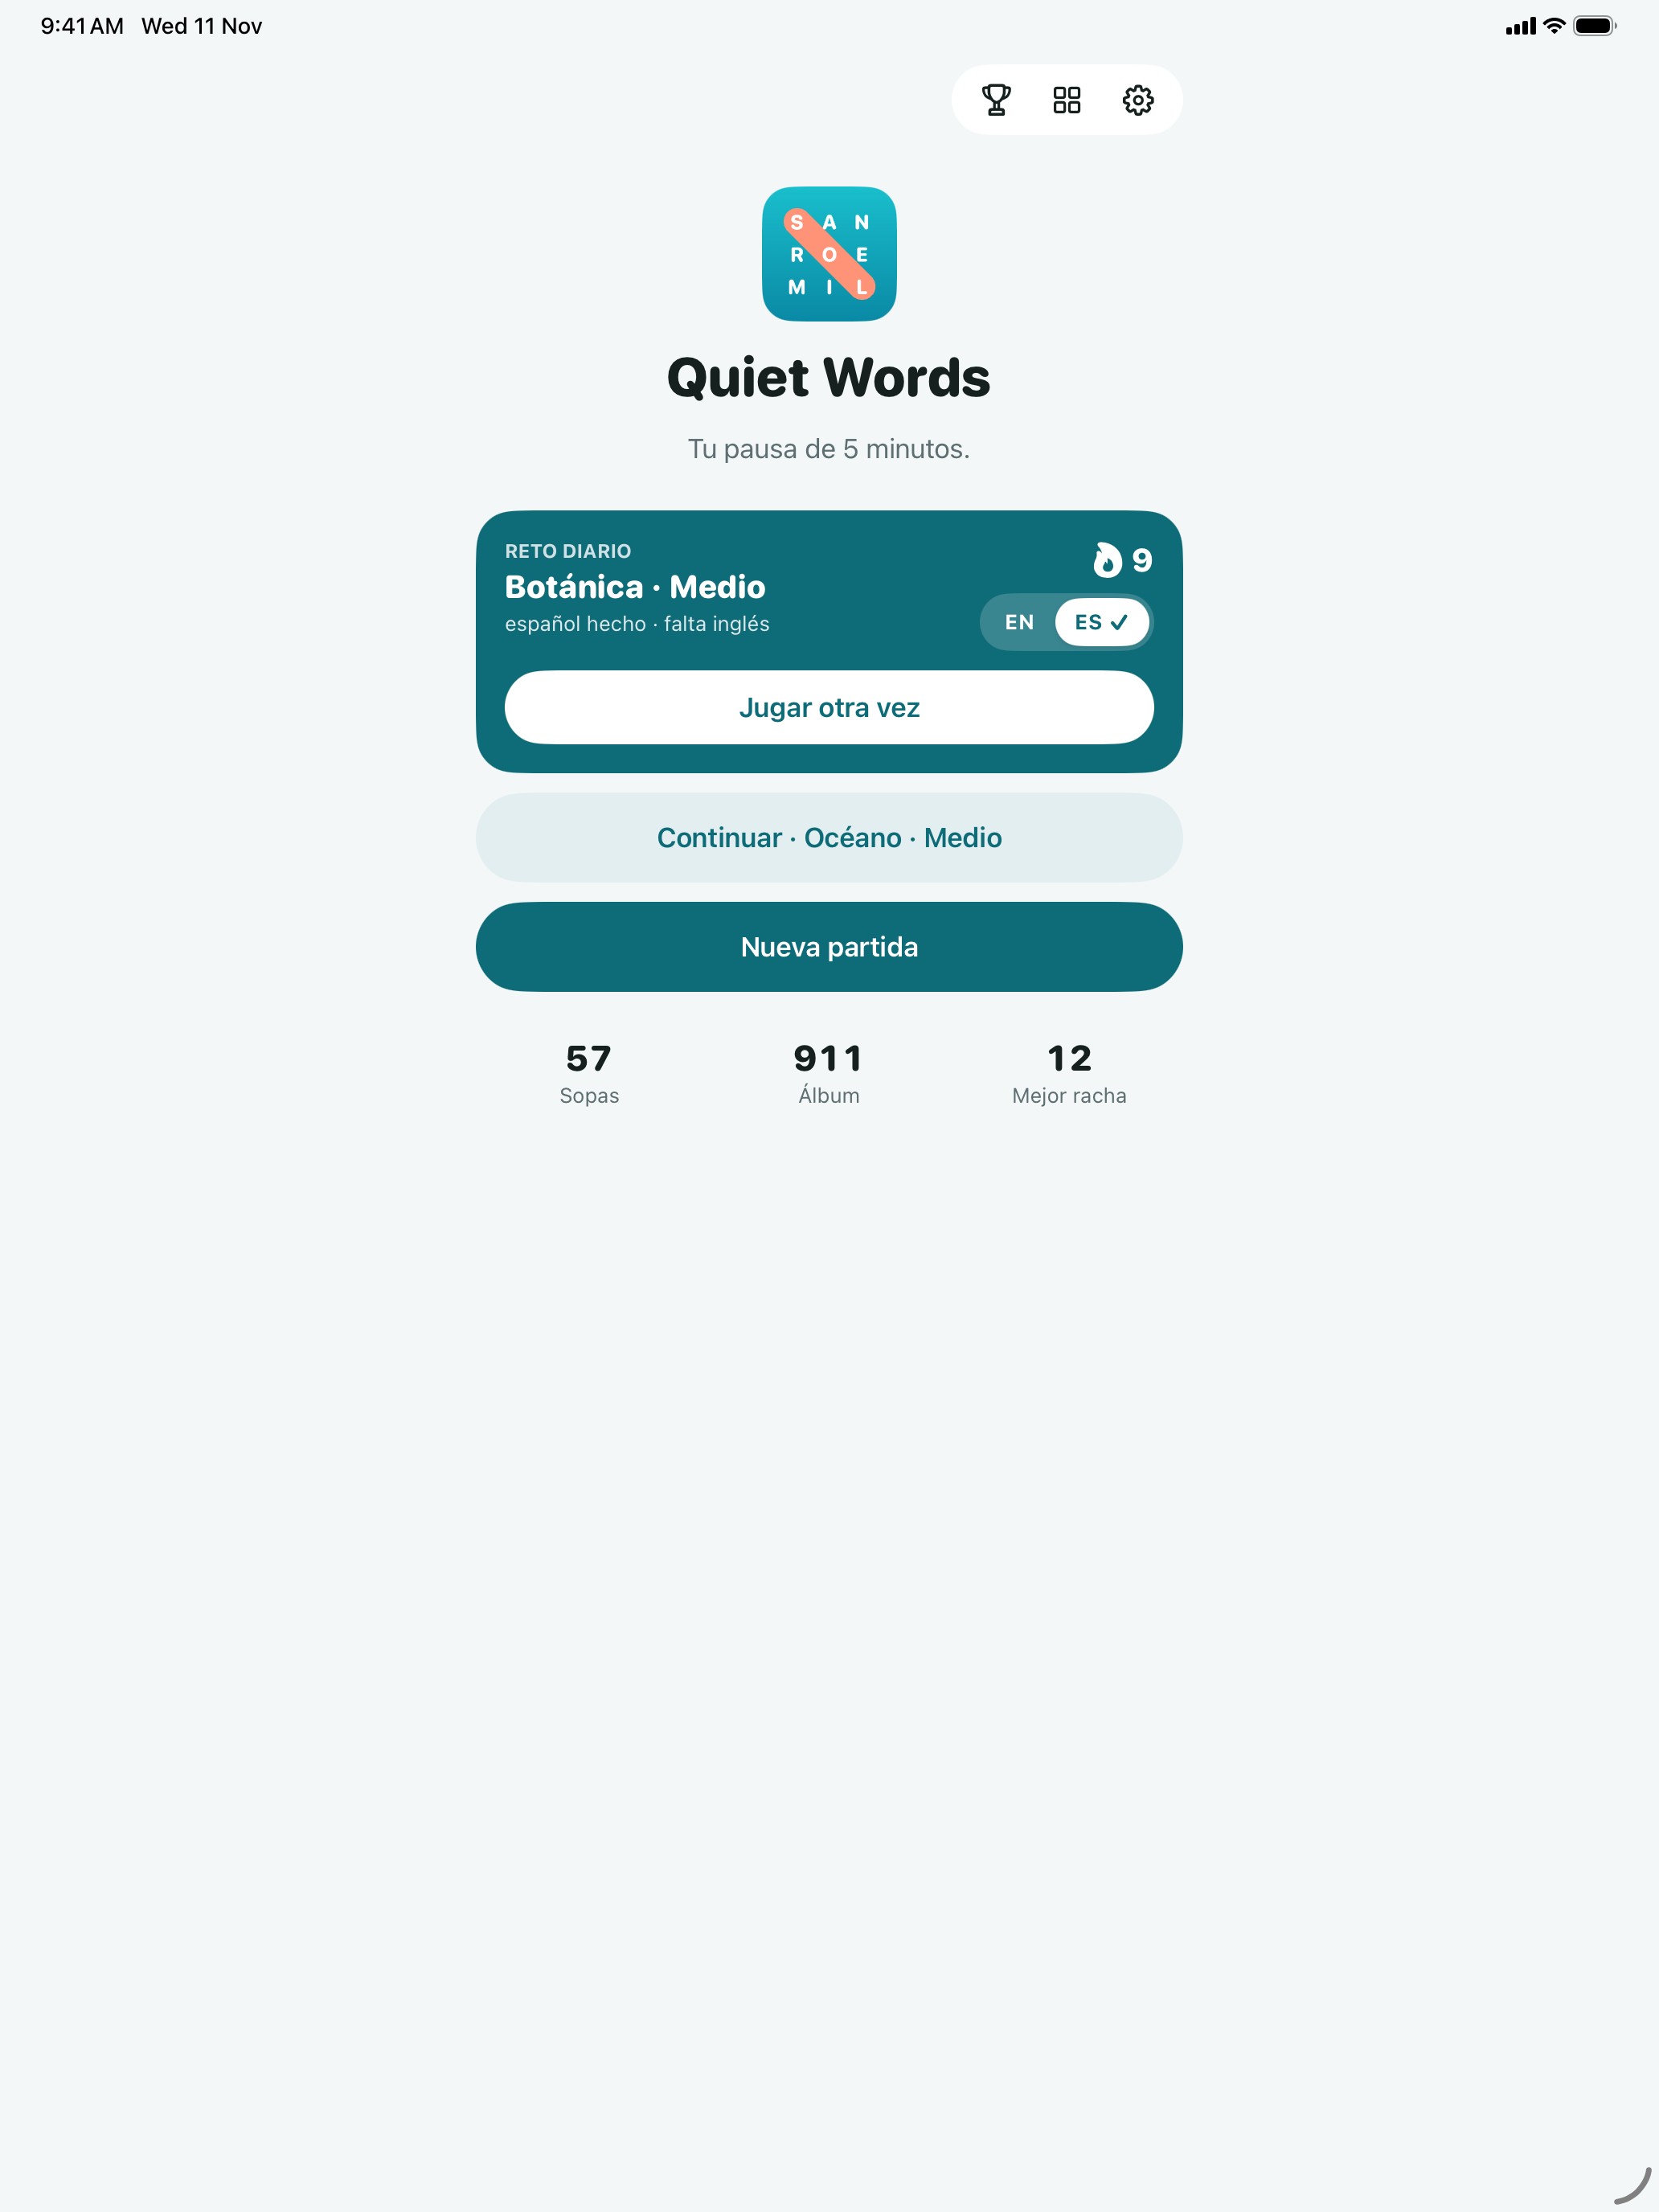 9:41 AM Wed 11 Nov
S A N
R O E
M I L
Quiet Words
Tu pausa de 5 minutos.
RETO DIARIO
9
Botánica · Medio
español hecho · falta inglés
EN ES
Jugar otra vez
Continuar · Océano · Medio
Nueva partida
57 911 12
Sopas Álbum Mejor racha